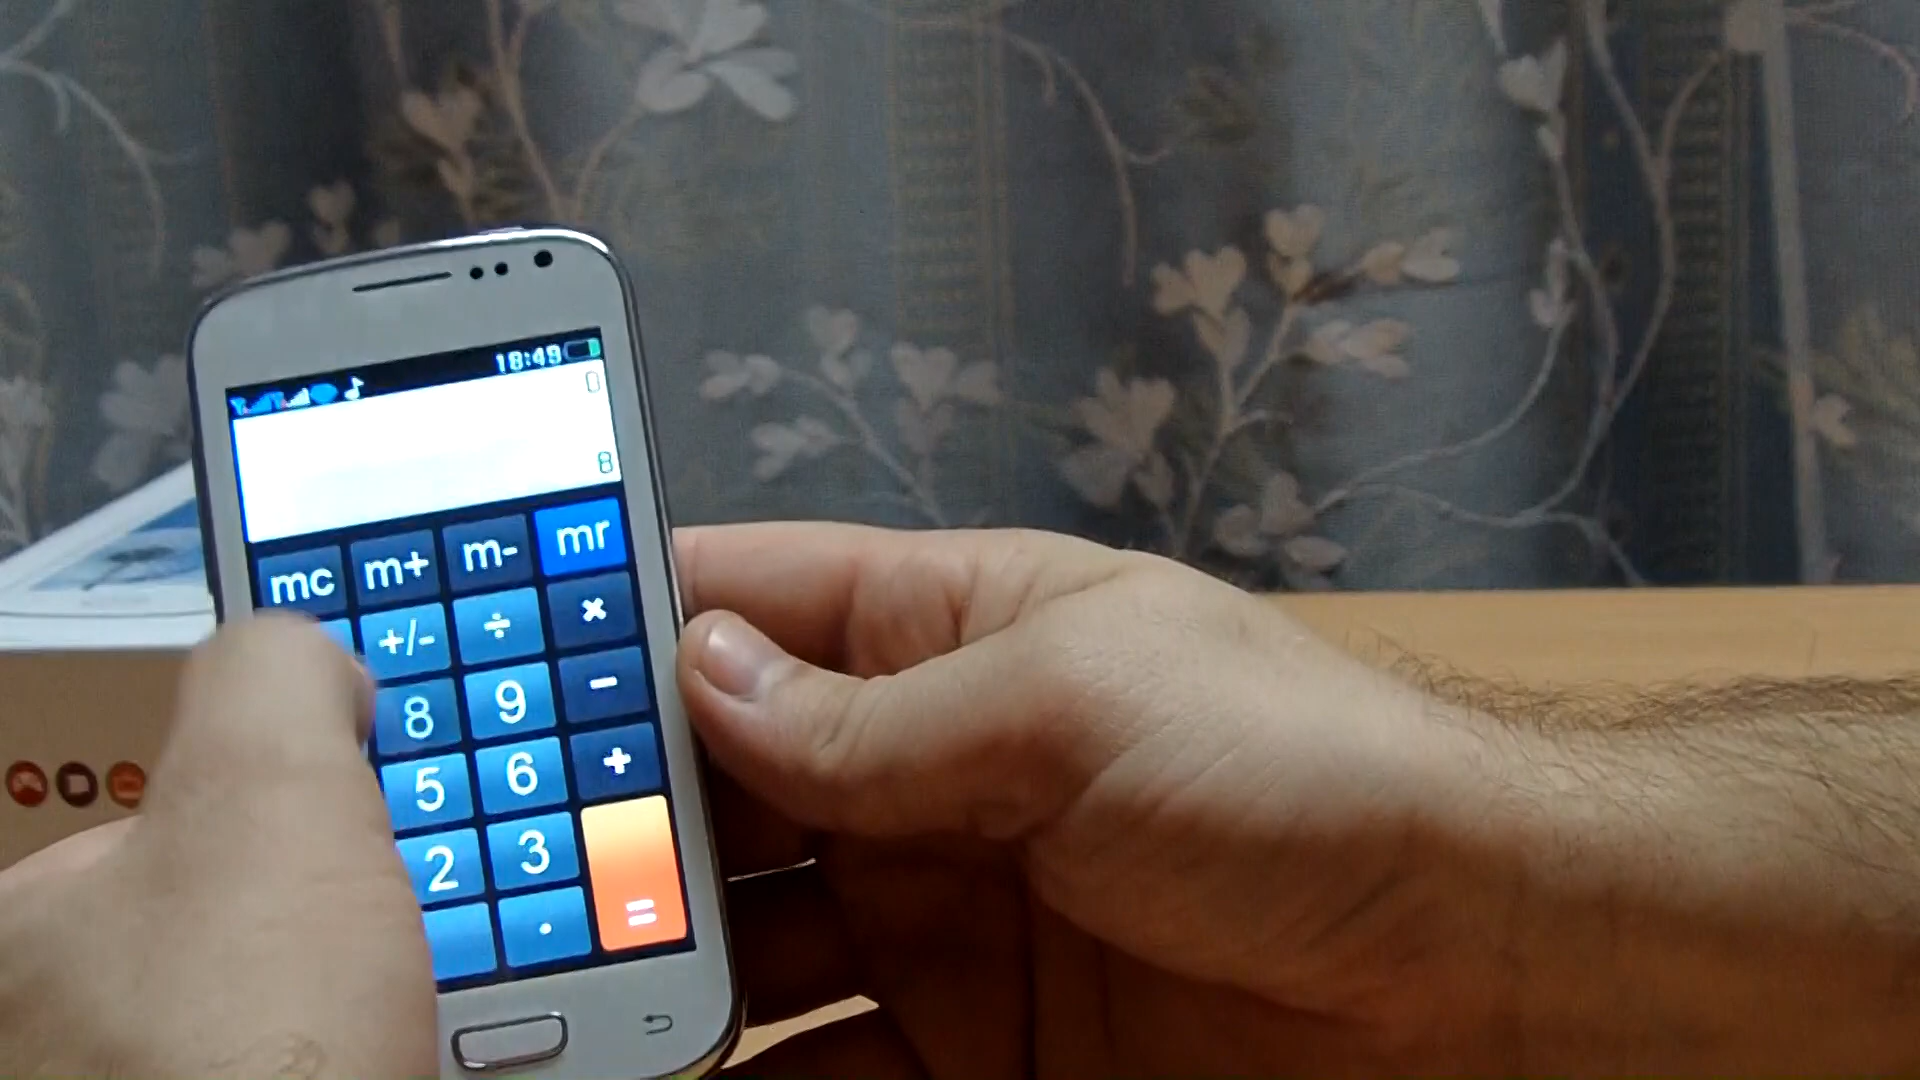 18:49
0
8
mc m+ m- mr
+/- ÷ ×
8 9 −
5 6 +
2 3
. =